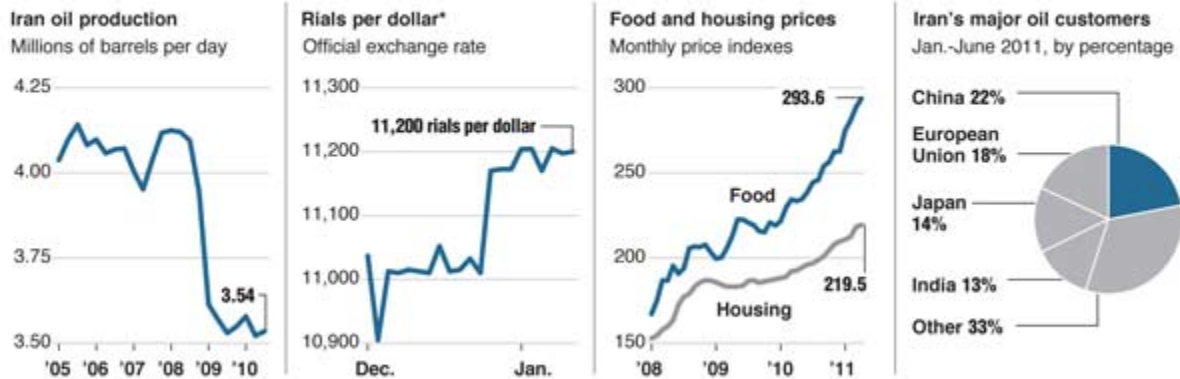 Iran oil production
Millions of barrels per day
4.25
4.00
3.75
3.50
3.54
'05 '06 '07 '08 '09 '10
Rials per dollar*
Official exchange rate
11,300
11,200
11,100
11,000
10,900
11,200 rials per dollar
Dec. Jan.
Food and housing prices
Monthly price indexes
300
250
200
150
293.6
Food
219.5
Housing
'08 '09 '10 '11
Iran's major oil customers
Jan.-June 2011, by percentage
China 22%
European
Union 18%
Japan
14%
India 13%
Other 33%